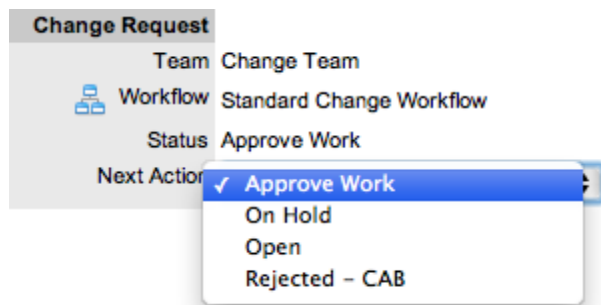 Change Request
Team Change Team
Workflow Standard Change Workflow
Status Approve Work
Next Action ✓ Approve Work
On Hold
Open
Rejected – CAB